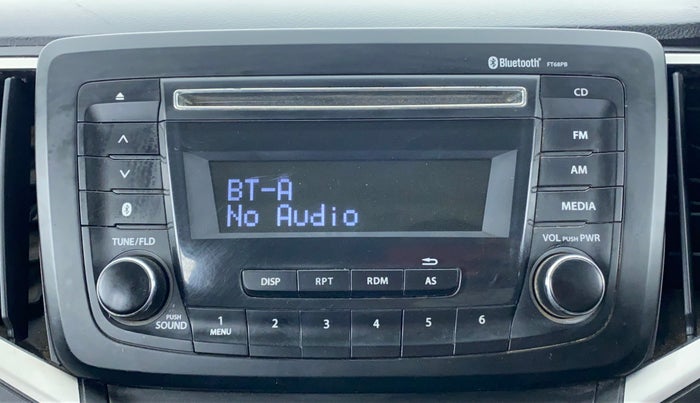 Bluetooth FT68PB
CD
FM
AM
MEDIA
BT-A
No Audio
TUNE/FLD
VOL PUSH PWR
DISP RPT RDM AS
PUSH
SOUND
1 2 3 4 5 6
MENU